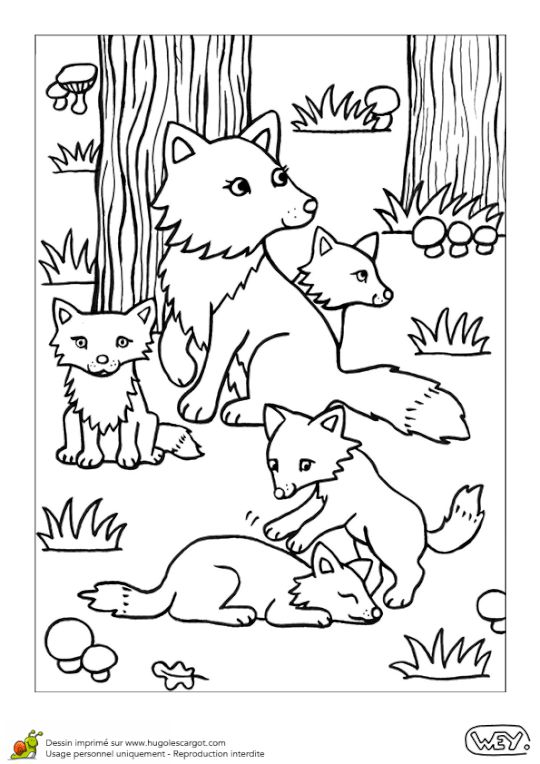 Dessin imprimé sur www.hugolescargot.com
Usage personnel uniquement - Reproduction interdite
WEY.